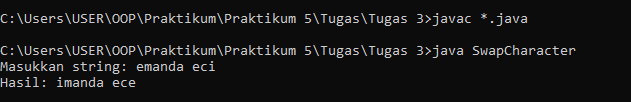 C:\Users\USER\OOP\Praktikum\Praktikum 5\Tugas\Tugas 3>javac *.java
C:\Users\USER\OOP\Praktikum\Praktikum 5\Tugas\Tugas 3>java SwapCharacter
Masukkan string: emanda eci
Hasil: imanda ece